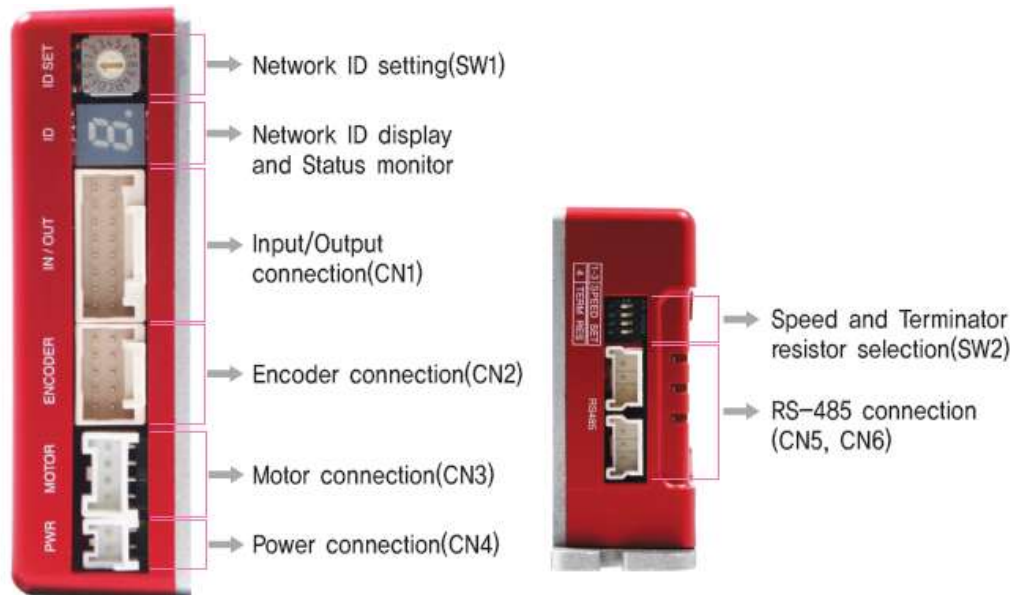 ID SET
Network ID setting(SW1)
ID
8.
Network ID display
and Status monitor
IN / OUT
Input/Output
connection(CN1)
ENCODER
Encoder connection(CN2)
MOTOR
Motor connection(CN3)
PWR
Power connection(CN4)
1-3 SPEED SET
4 TERM RES
Speed and Terminator
resistor selection(SW2)
RS485
RS-485 connection
(CN5, CN6)